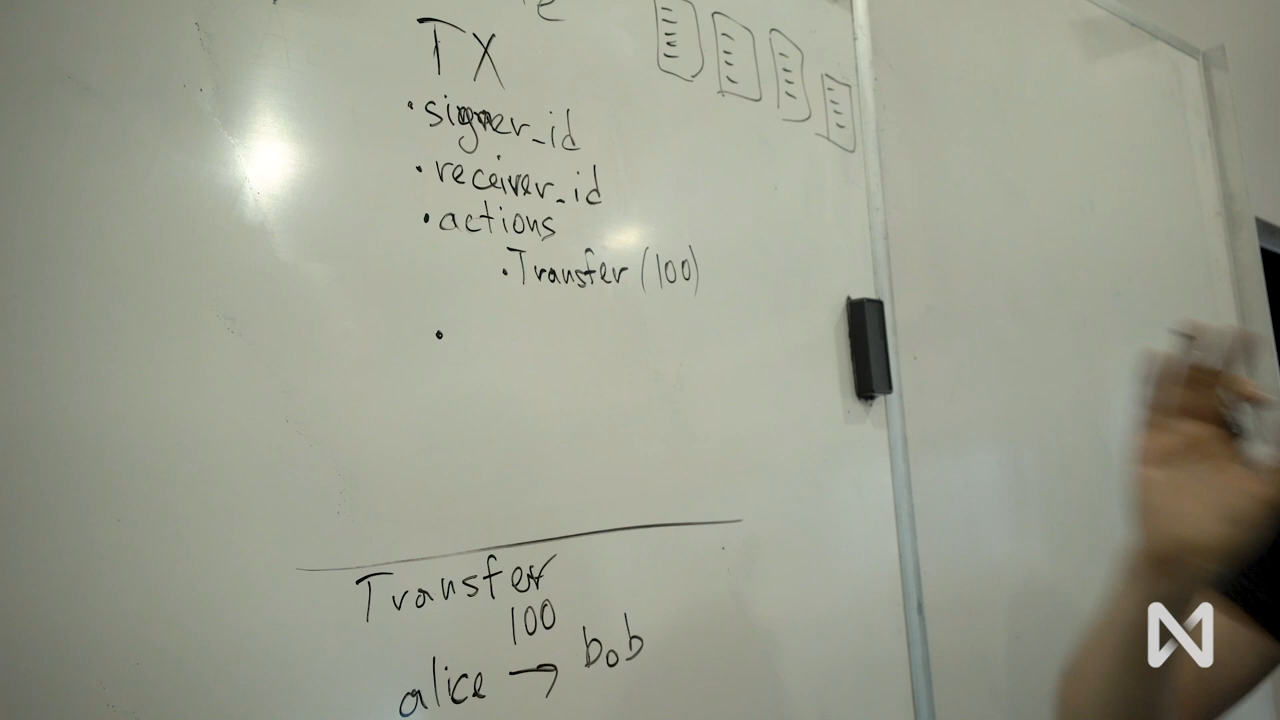 TX
• signer_id
• receiver_id
• actions
• Transfer (100)
•
Transfer
100
alice → bob